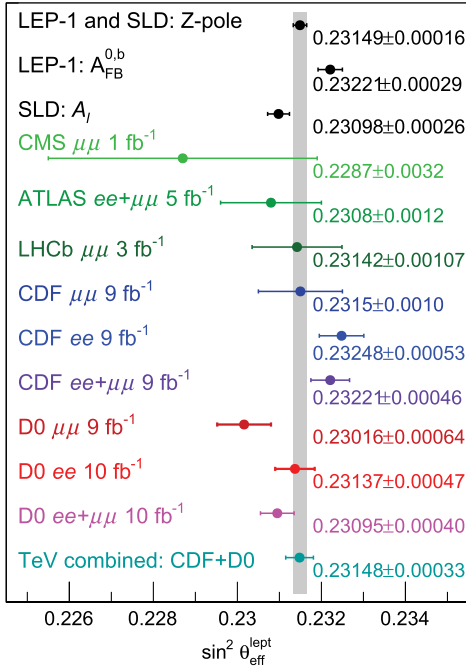 LEP-1 and SLD: Z-pole
0.23149±0.00016
LEP-1: A_FB^0,b
0.23221±0.00029
SLD: A_l
0.23098±0.00026
CMS μμ 1 fb⁻¹
0.2287±0.0032
ATLAS ee+μμ 5 fb⁻¹
0.2308±0.0012
LHCb μμ 3 fb⁻¹
0.23142±0.00107
CDF μμ 9 fb⁻¹
0.2315±0.0010
CDF ee 9 fb⁻¹
0.23248±0.00053
CDF ee+μμ 9 fb⁻¹
0.23221±0.00046
D0 μμ 9 fb⁻¹
0.23016±0.00064
D0 ee 10 fb⁻¹
0.23137±0.00047
D0 ee+μμ 10 fb⁻¹
0.23095±0.00040
TeV combined: CDF+D0
0.23148±0.00033
0.226 0.228 0.23 0.232 0.234
sin² θ_eff^lept